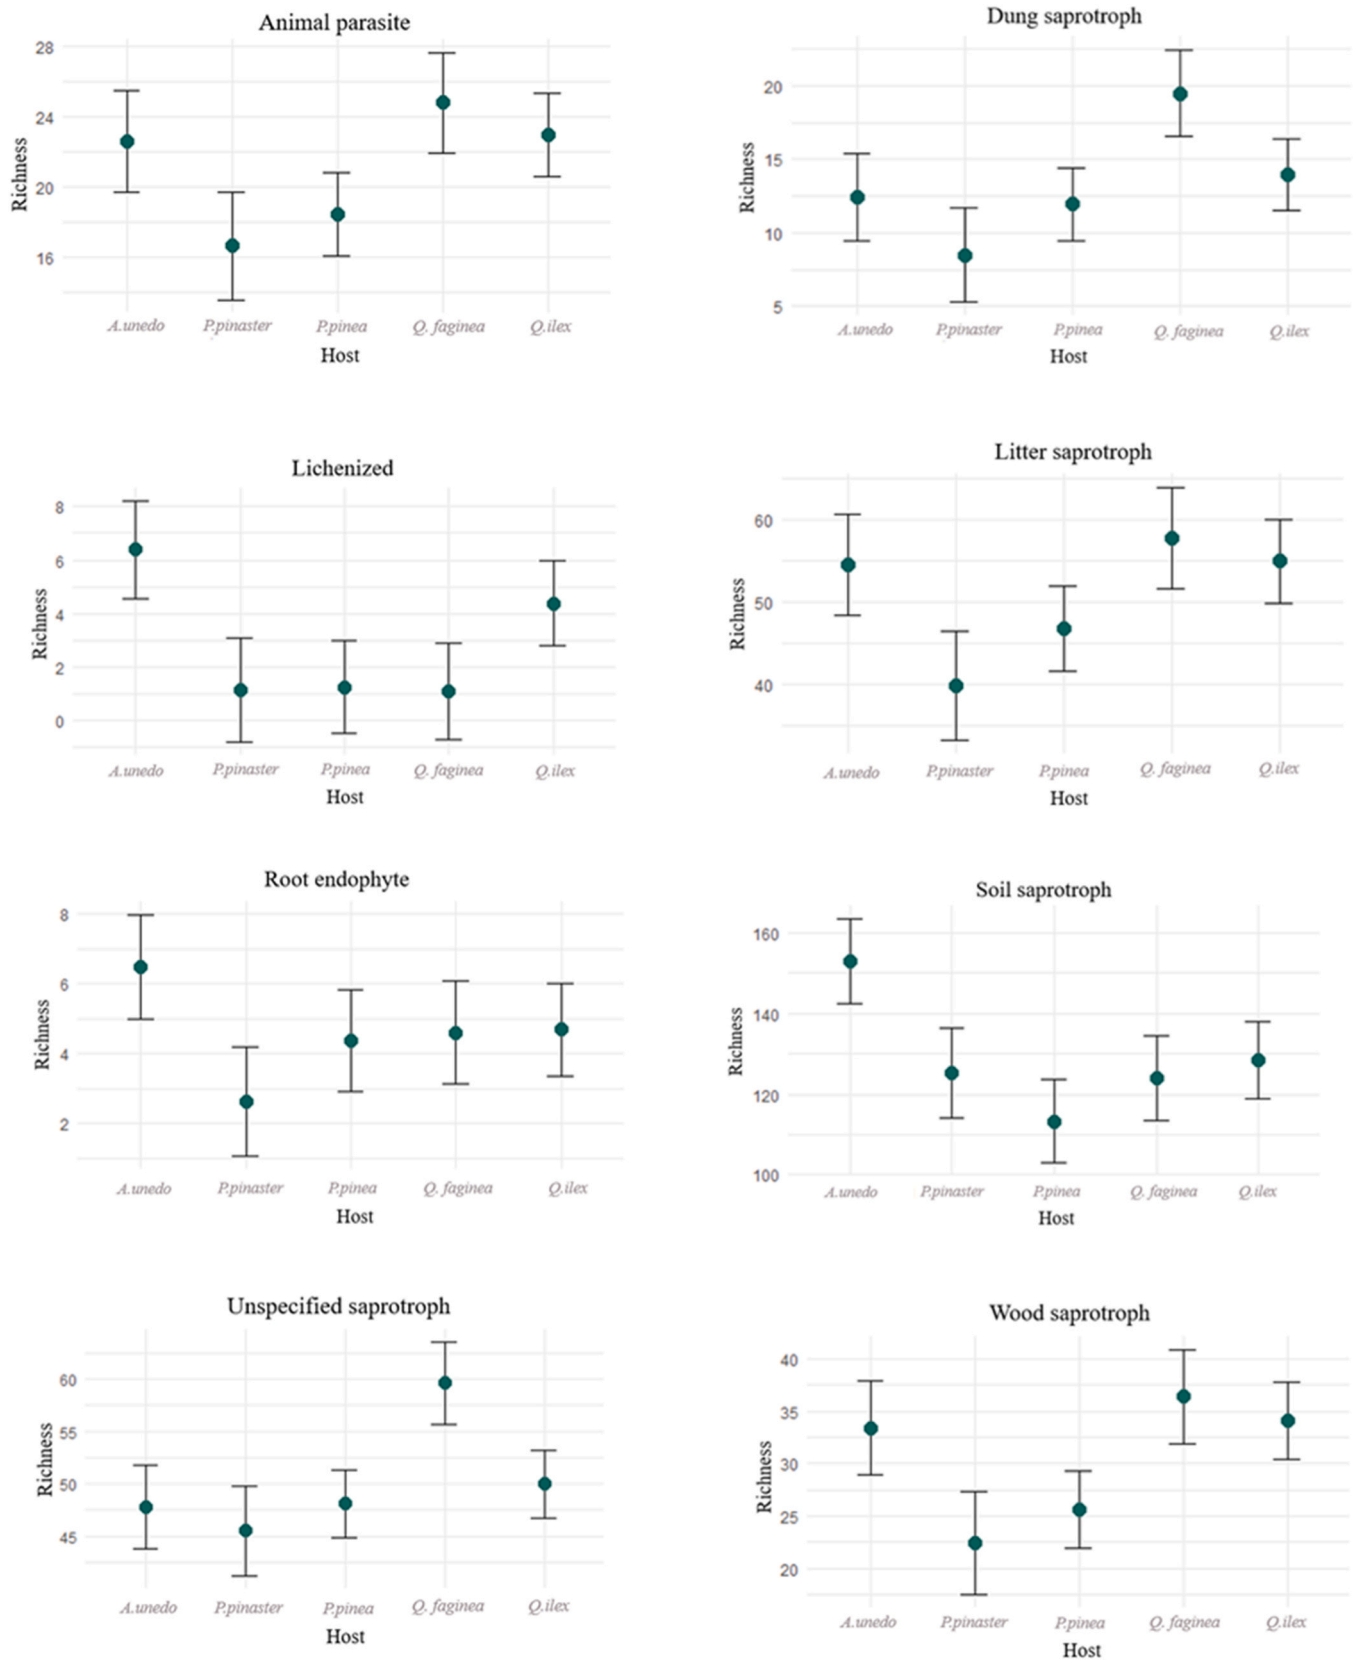 Animal parasite
Richness
28
24
20
16
A.unedo P.pinaster P.pinea Q. faginea Q.ilex
Host
Dung saprotroph
Richness
20
15
10
5
A.unedo P.pinaster P.pinea Q. faginea Q.ilex
Host
Lichenized
Richness
8
6
4
2
0
A.unedo P.pinaster P.pinea Q. faginea Q.ilex
Host
Litter saprotroph
Richness
60
50
40
A.unedo P.pinaster P.pinea Q. faginea Q.ilex
Host
Root endophyte
Richness
8
6
4
2
A.unedo P.pinaster P.pinea Q. faginea Q.ilex
Host
Soil saprotroph
Richness
160
140
120
100
A.unedo P.pinaster P.pinea Q. faginea Q.ilex
Host
Unspecified saprotroph
Richness
60
55
50
45
A.unedo P.pinaster P.pinea Q. faginea Q.ilex
Host
Wood saprotroph
Richness
40
35
30
25
20
A.unedo P.pinaster P.pinea Q. faginea Q.ilex
Host